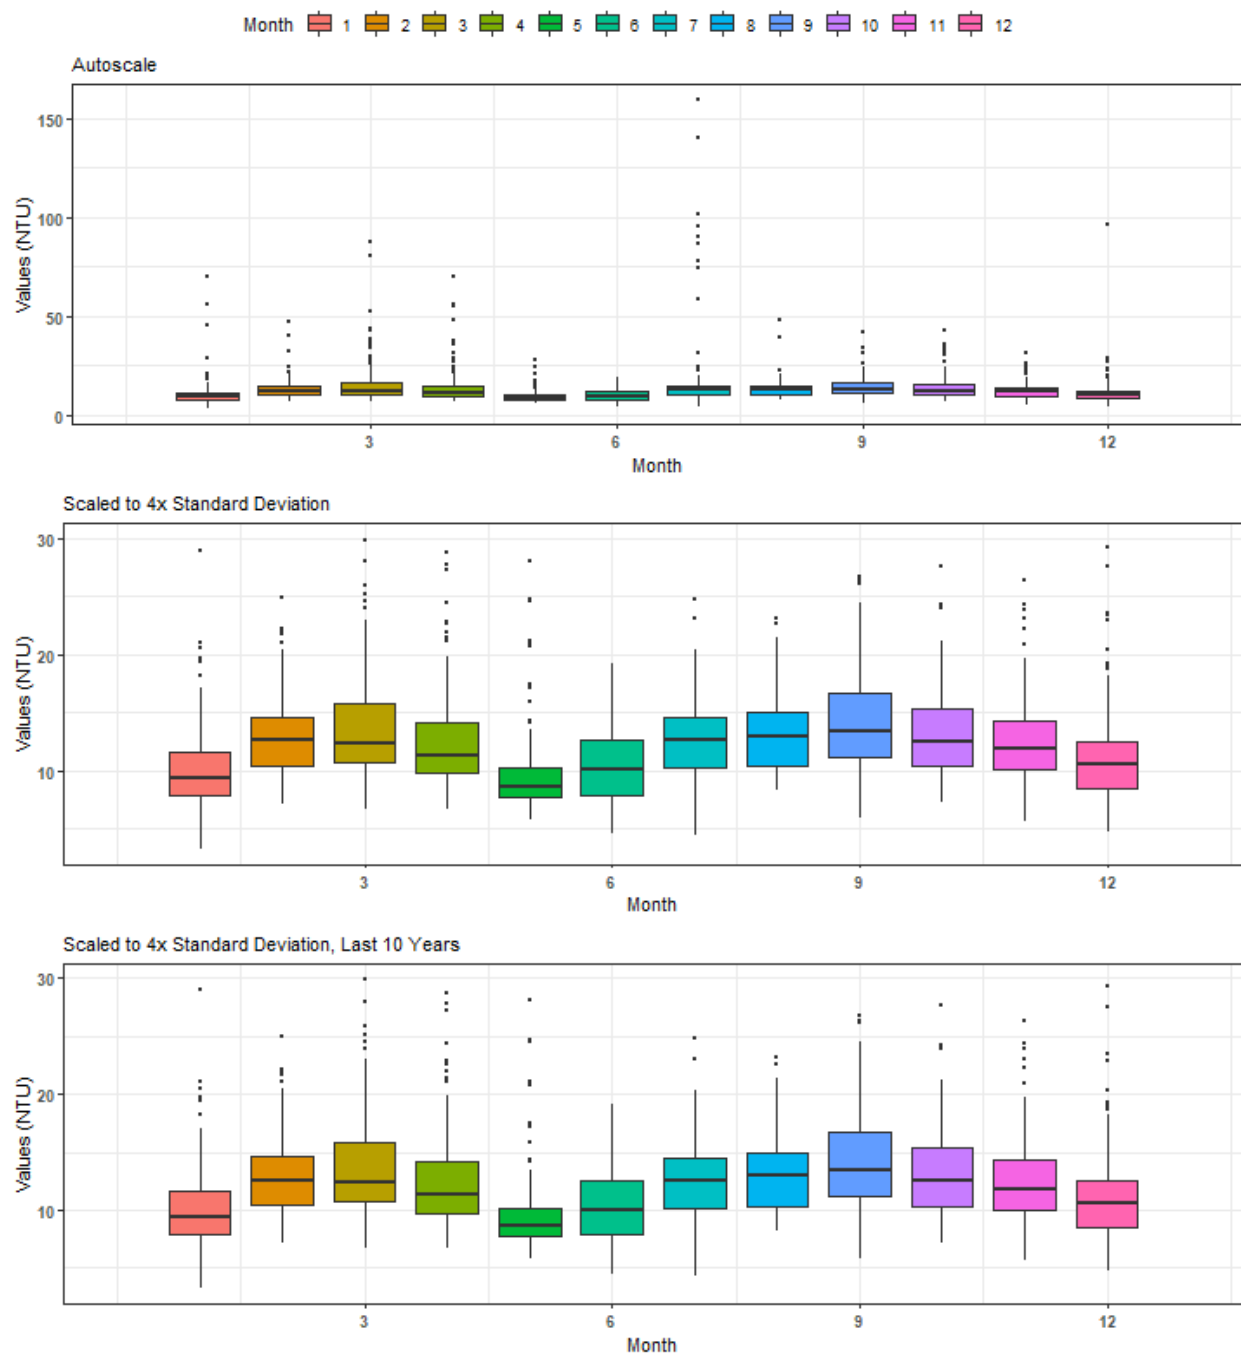 Month 1 2 3 4 5 6 7 8 9 10 11 12
Autoscale
Values (NTU)
150
100
50
0
3 6 9 12
Month
Scaled to 4x Standard Deviation
Values (NTU)
30
20
10
3 6 9 12
Month
Scaled to 4x Standard Deviation, Last 10 Years
Values (NTU)
30
20
10
3 6 9 12
Month